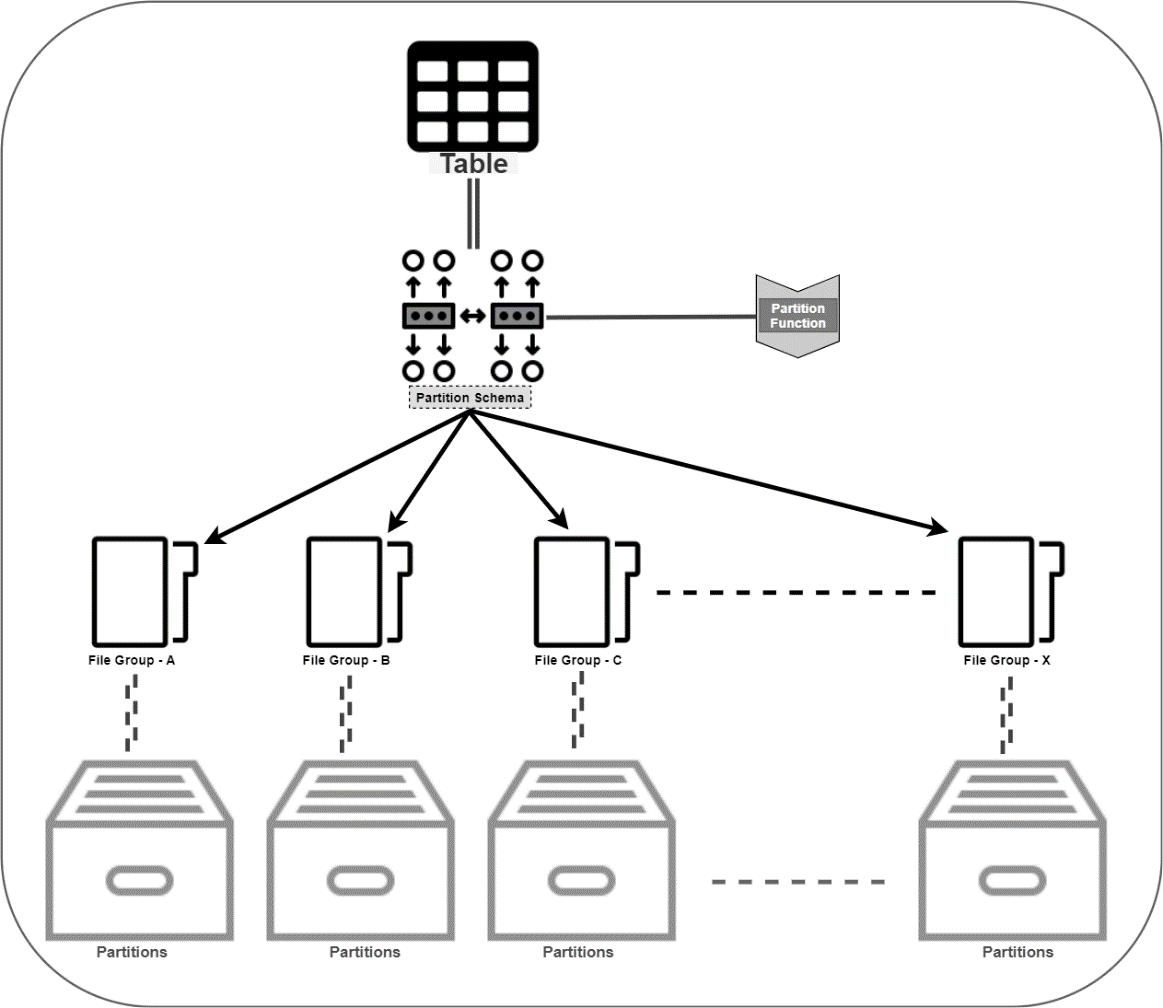 Table
Partition
Function
Partition Schema
File Group - A
File Group - B
File Group - C
File Group - X
Partitions
Partitions
Partitions
Partitions